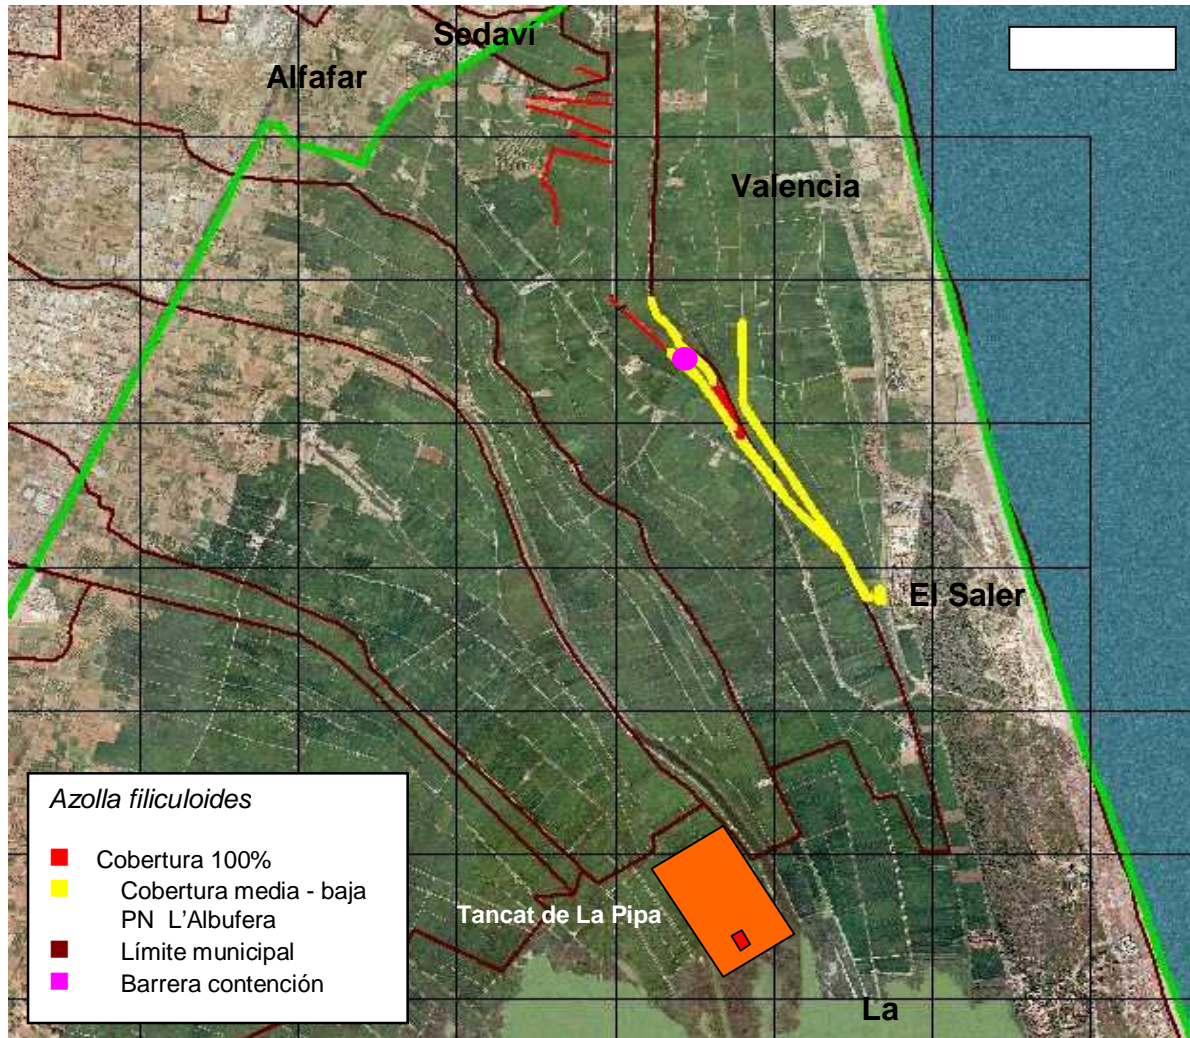 Sedaví
Alfafar
Valencia
El Saler
Azolla filiculoides
Cobertura 100%
Cobertura media - baja
PN L’Albufera
Límite municipal
Barrera contención
Tancat de La Pipa
La